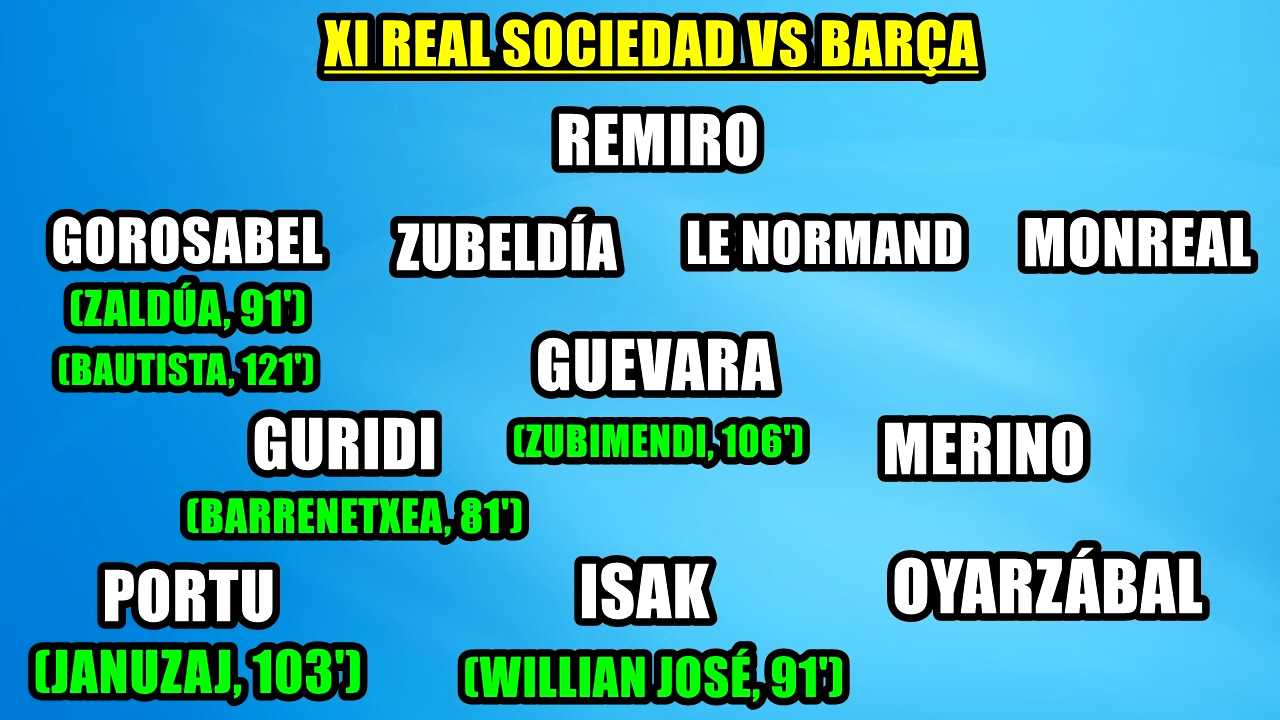 XI REAL SOCIEDAD VS BARÇA
REMIRO
GOROSABEL ZUBELDÍA LE NORMAND MONREAL
(ZALDÚA, 91')
(BAUTISTA, 121')
GUEVARA
(ZUBIMENDI, 106')
GURIDI MERINO
(BARRENETXEA, 81')
PORTU ISAK OYARZÁBAL
(JANUZAJ, 103') (WILLIAN JOSÉ, 91')